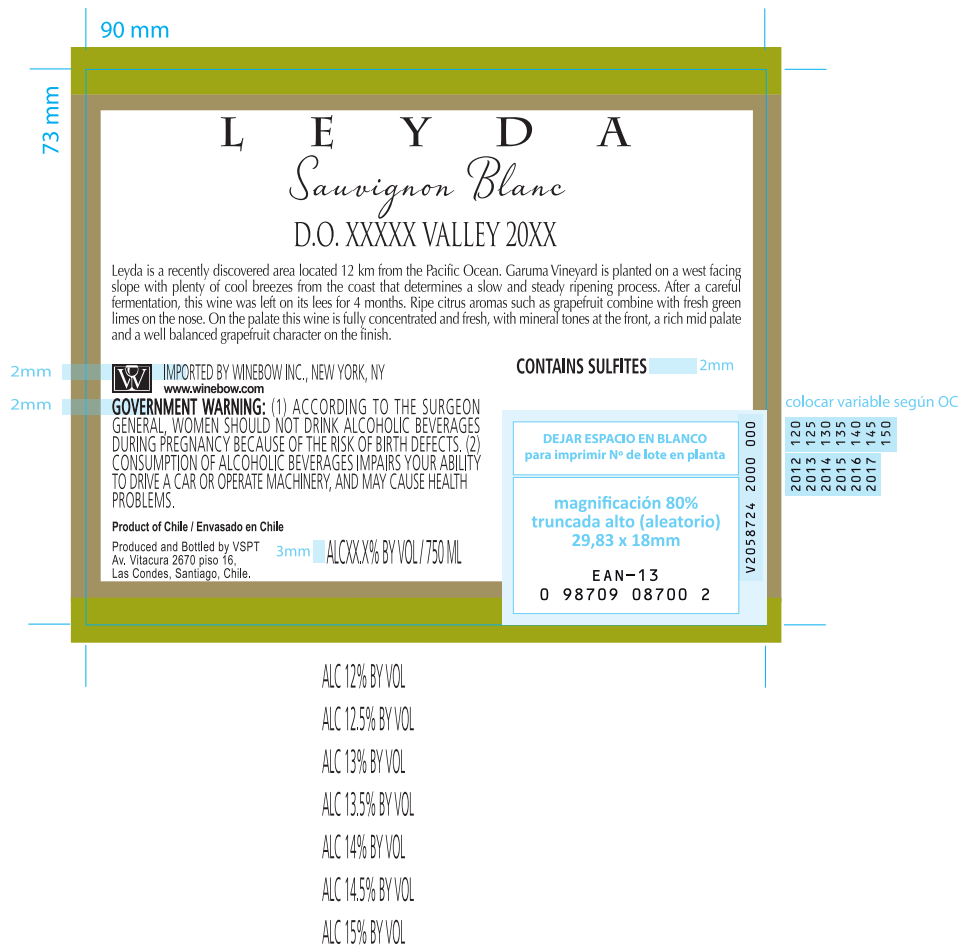 90 mm
73 mm
L E Y D A
Sauvignon Blanc
D.O. XXXXX VALLEY 20XX
Leyda is a recently discovered area located 12 km from the Pacific Ocean. Garuma Vineyard is planted on a west facing
slope with plenty of cool breezes from the coast that determines a slow and steady ripening process. After a careful
fermentation, this wine was left on its lees for 4 months. Ripe citrus aromas such as grapefruit combine with fresh green
limes on the nose. On the palate this wine is fully concentrated and fresh, with mineral tones at the front, a rich mid palate
and a well balanced grapefruit character on the finish.
2mm
W
IMPORTED BY WINEBOW INC., NEW YORK, NY
www.winebow.com
CONTAINS SULFITES
2mm
2mm
GOVERNMENT WARNING: (1) ACCORDING TO THE SURGEON
GENERAL, WOMEN SHOULD NOT DRINK ALCOHOLIC BEVERAGES
DURING PREGNANCY BECAUSE OF THE RISK OF BIRTH DEFECTS. (2)
CONSUMPTION OF ALCOHOLIC BEVERAGES IMPAIRS YOUR ABILITY
TO DRIVE A CAR OR OPERATE MACHINERY, AND MAY CAUSE HEALTH
PROBLEMS.
Product of Chile / Envasado en Chile
Produced and Bottled by VSPT
Av. Vitacura 2670 piso 16,
Las Condes, Santiago, Chile.
3mm
ALCXX.X% BY VOL / 750 ML
DEJAR ESPACIO EN BLANCO
para imprimir Nº de lote en planta
magnificación 80%
truncada alto (aleatorio)
29,83 x 18mm
EAN-13
0 98709 08700 2
V2058724 2000 000
colocar variable según OC
2012 120
2013 125
2014 130
2015 135
2016 140
2017 145
150
ALC 12% BY VOL
ALC 12.5% BY VOL
ALC 13% BY VOL
ALC 13.5% BY VOL
ALC 14% BY VOL
ALC 14.5% BY VOL
ALC 15% BY VOL